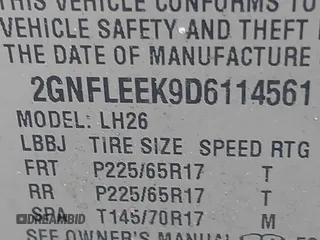 THIS VEHICLE CONFORMS TO
VEHICLE SAFETY AND THEFT
THE DATE OF MANUFACTURE
2GNFLEEK9D6114561
MODEL: LH26
LBBJ TIRE SIZE SPEED RTG
FRT P225/65R17 T
RR P225/65R17 T
SPA T145/70R17 M
SEE OWNER'S MANUAL